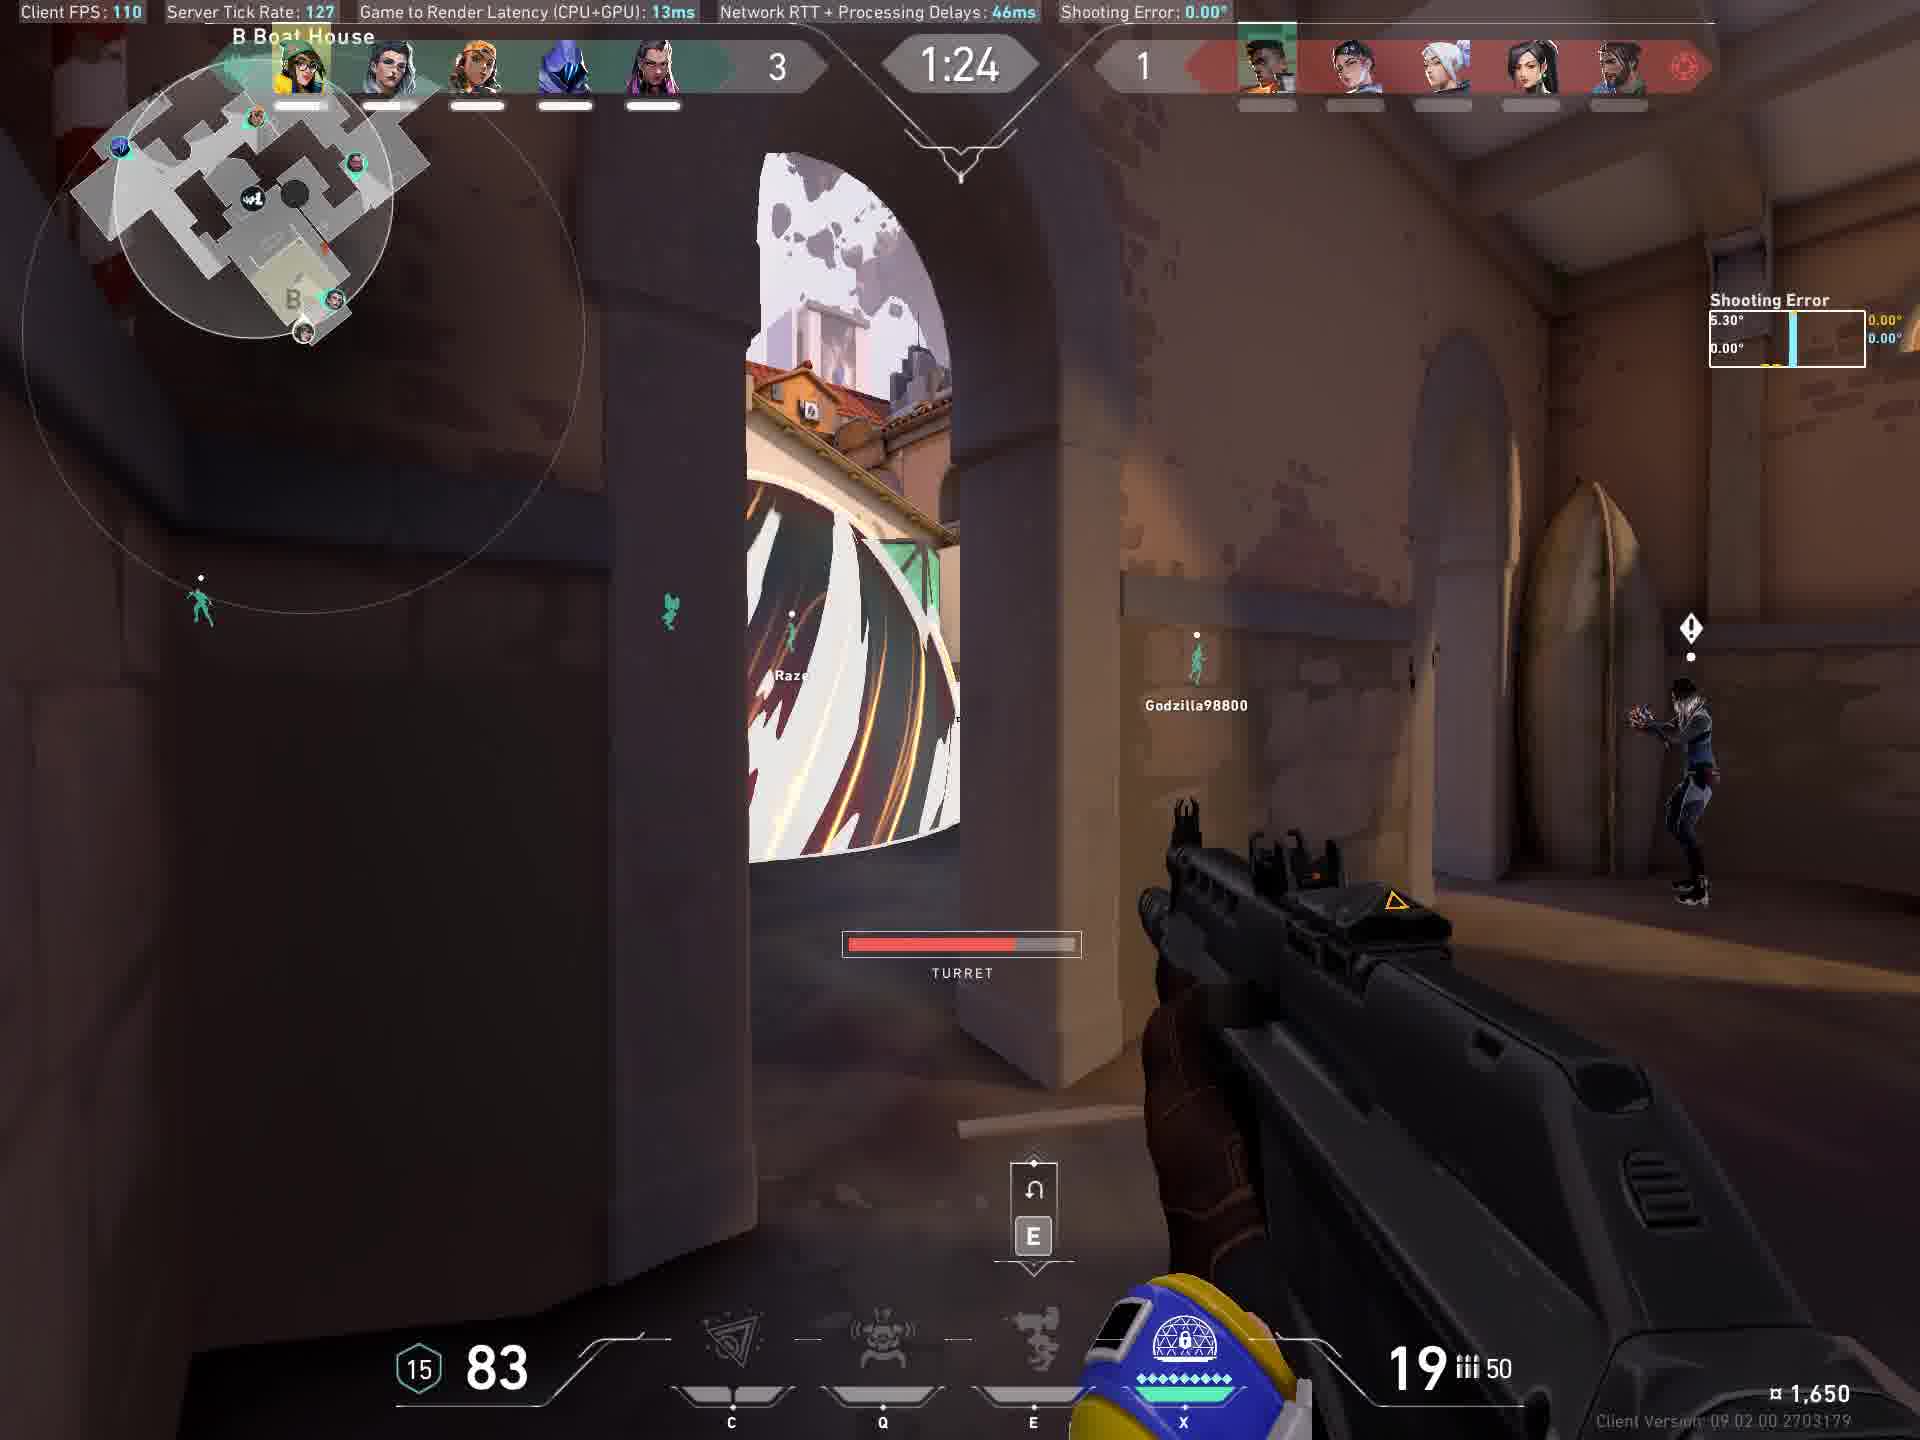 Client FPS: 110 Server Tick Rate: 127 Game to Render Latency (CPU+GPU): 13ms Network RTT + Processing Delays: 46ms Shooting Error: 0.00°
B Boat House
3 1:24 1
B
Shooting Error
5.30° 0.00°
0.00° 0.00°
Raze
Godzilla98800
TURRET
E
15 83
C Q E X
19 50
1,650
Client Version: 09.02.00.2703179